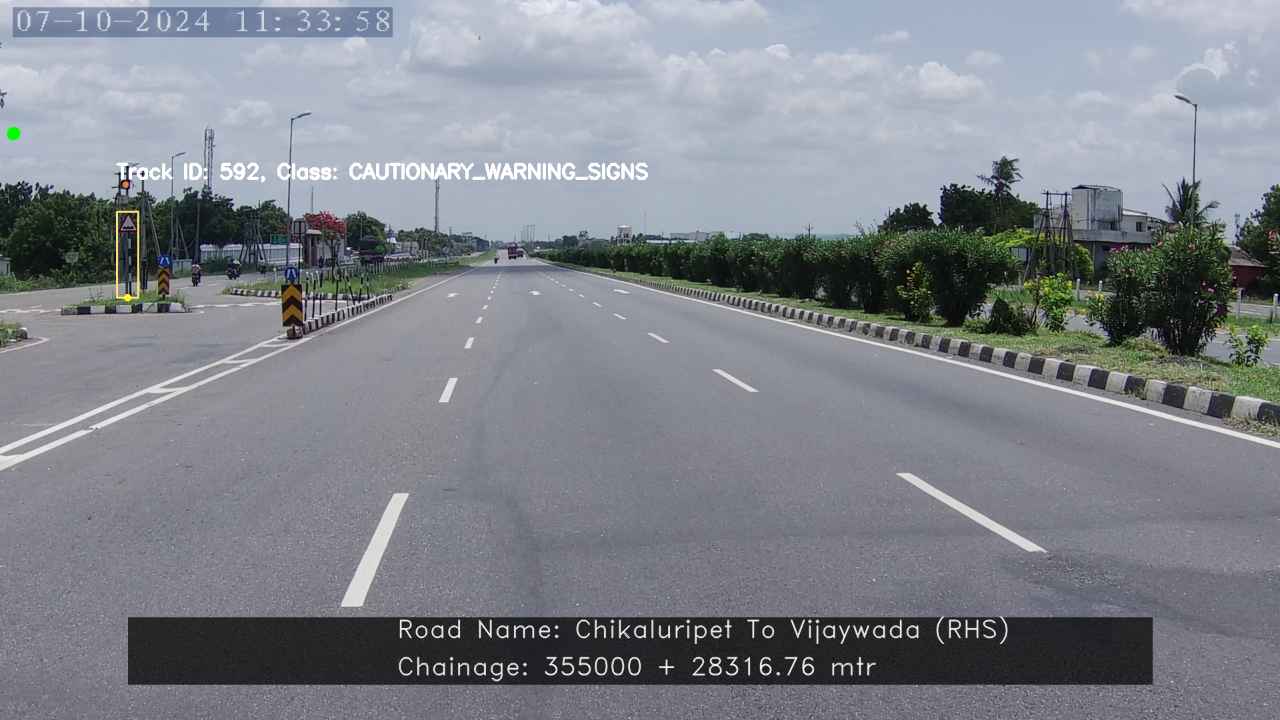 07-10-2024 11:33:58
Track ID: 592, Class: CAUTIONARY_WARNING_SIGNS
Road Name: Chikaluripet To Vijaywada (RHS)
Chainage: 355000 + 28316.76 mtr